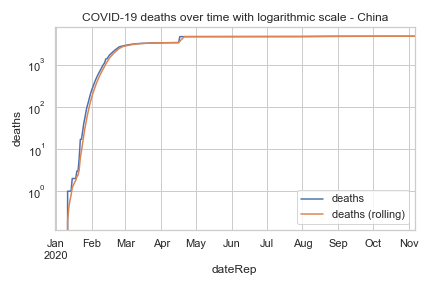 COVID-19 deaths over time with logarithmic scale - China
deaths
10³
10²
10¹
10⁰
deaths
deaths (rolling)
Jan Feb Mar Apr May Jun Jul Aug Sep Oct Nov
2020
dateRep